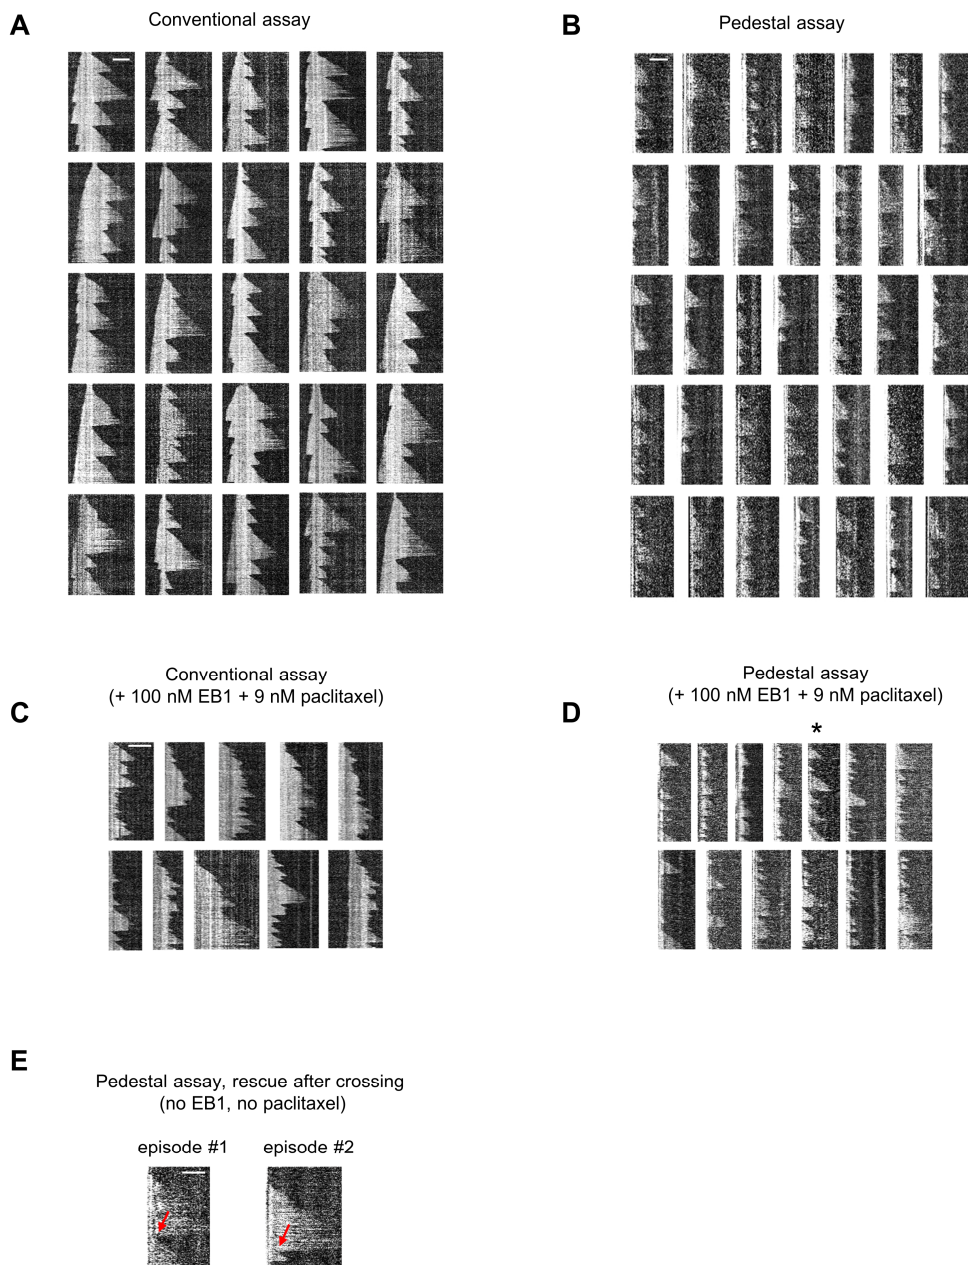 A
Conventional assay
B
Pedestal assay
Conventional assay
(+ 100 nM EB1 + 9 nM paclitaxel)
C
Pedestal assay
(+ 100 nM EB1 + 9 nM paclitaxel)
D
*
E
Pedestal assay, rescue after crossing
(no EB1, no paclitaxel)
episode #1
episode #2